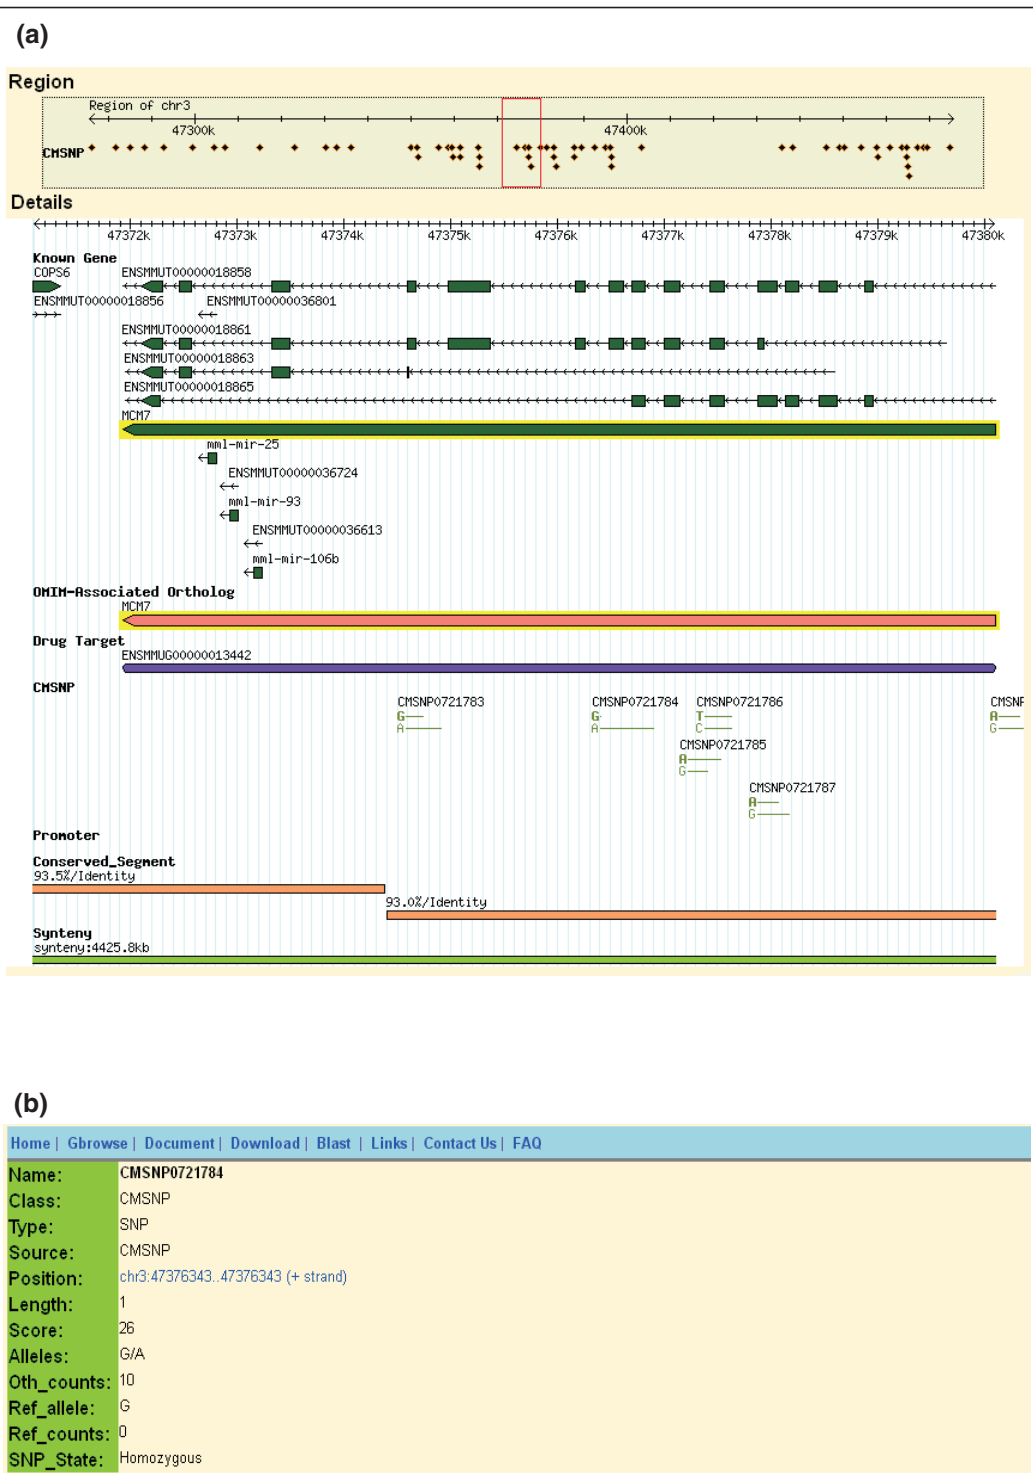 (a)
Region
Region of chr3
47300k 47400k
CMSNP
Details
47372k 47373k 47374k 47375k 47376k 47377k 47378k 47379k 47380k
Known Gene
COPS6 ENSMMUT00000018858
ENSMMUT00000018856 ENSMMUT00000036801
ENSMMUT00000018861
ENSMMUT00000018863
ENSMMUT00000018865
MCM7
mml-mir-25
ENSMMUT00000036724
mml-mir-93
ENSMMUT00000036613
mml-mir-106b
OMIM-Associated Ortholog
MCM7
Drug Target
ENSMMUG00000013442
CMSNP
CMSNP0721783 CMSNP0721784 CMSNP0721786 CMSNP
G G T A
A A C G
CMSNP0721785
A
G
CMSNP0721787
A
G
Promoter
Conserved_Segment
93.5%/Identity
93.0%/Identity
Synteny
synteny:4425.8kb
(b)
Home | Gbrowse | Document | Download | Blast | Links | Contact Us | FAQ
Name: CMSNP0721784
Class: CMSNP
Type: SNP
Source: CMSNP
Position: chr3:47376343..47376343 (+ strand)
Length: 1
Score: 26
Alleles: G/A
Oth_counts: 10
Ref_allele: G
Ref_counts: 0
SNP_State: Homozygous